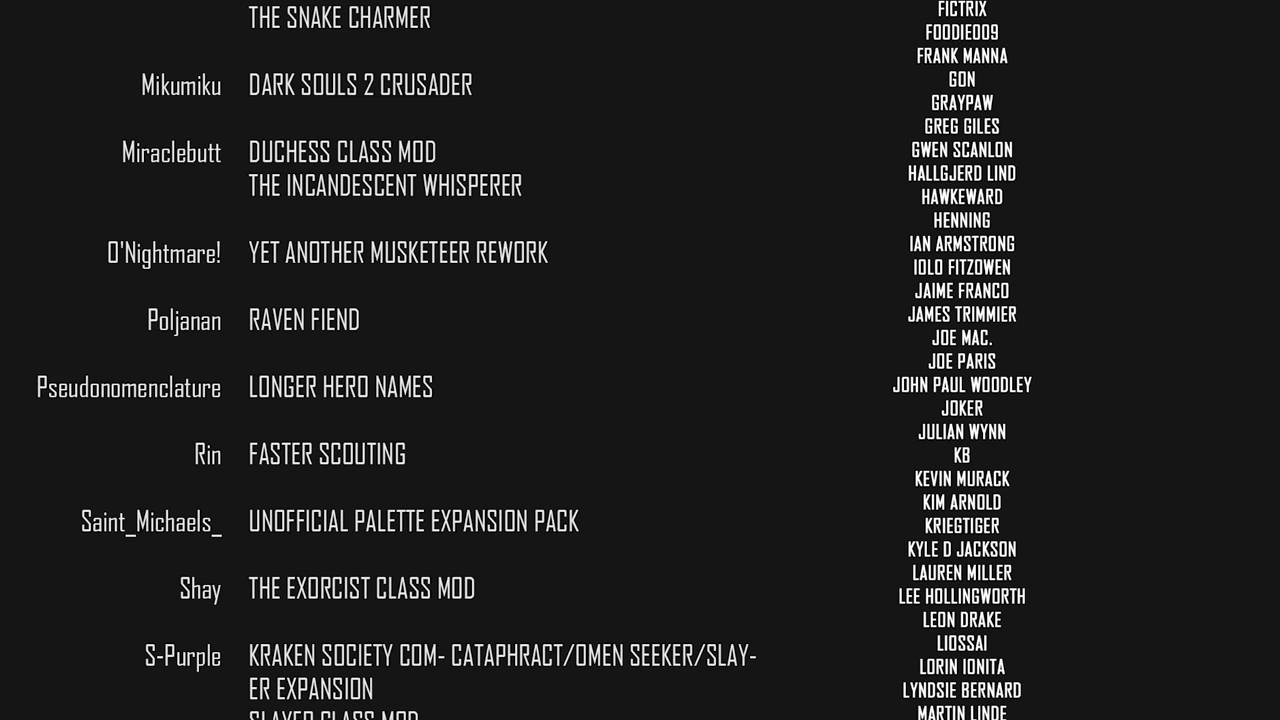 THE SNAKE CHARMER
Mikumiku DARK SOULS 2 CRUSADER
Miraclebutt DUCHESS CLASS MOD
THE INCANDESCENT WHISPERER
O'Nightmare! YET ANOTHER MUSKETEER REWORK
Poljanan RAVEN FIEND
Pseudonomenclature LONGER HERO NAMES
Rin FASTER SCOUTING
Saint_Michaels_ UNOFFICIAL PALETTE EXPANSION PACK
Shay THE EXORCIST CLASS MOD
S-Purple KRAKEN SOCIETY COM- CATAPHRACT/OMEN SEEKER/SLAY-
ER EXPANSION
SLAYER CLASS MOD
FICTRIX
FOODIE009
FRANK MANNA
GON
GRAYPAW
GREG GILES
GWEN SCANLON
HALLGJERD LIND
HAWKEWARD
HENNING
IAN ARMSTRONG
IOLO FITZOWEN
JAIME FRANCO
JAMES TRIMMIER
JOE MAC.
JOE PARIS
JOHN PAUL WOODLEY
JOKER
JULIAN WYNN
KB
KEVIN MURACK
KIM ARNOLD
KRIEGTIGER
KYLE D JACKSON
LAUREN MILLER
LEE HOLLINGWORTH
LEON DRAKE
LIOSSAI
LORIN IONITA
LYNDSIE BERNARD
MARTIN LINDE